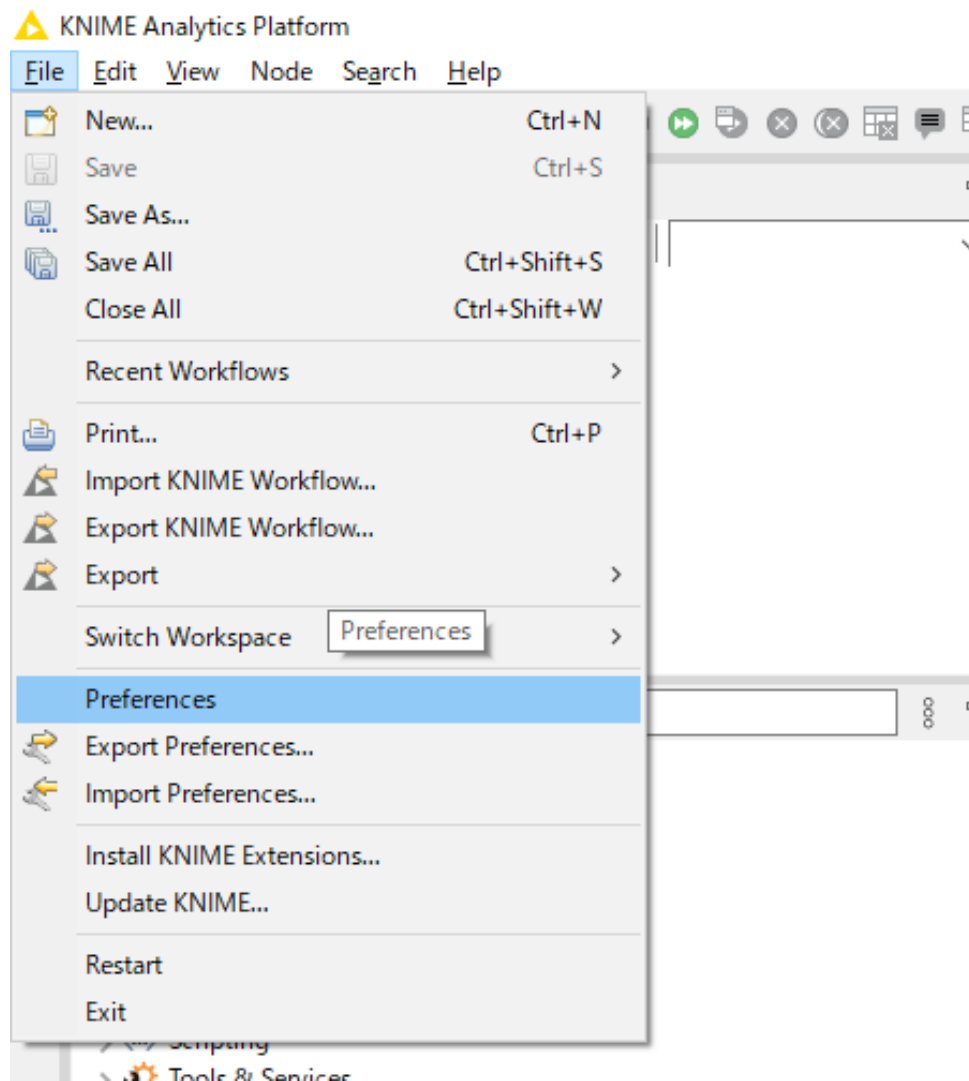 KNIME Analytics Platform
File Edit View Node Search Help
New... Ctrl+N
Save Ctrl+S
Save As...
Save All Ctrl+Shift+S
Close All Ctrl+Shift+W
Recent Workflows
Print... Ctrl+P
Import KNIME Workflow...
Export KNIME Workflow...
Export
Switch Workspace Preferences
Preferences
Export Preferences...
Import Preferences...
Install KNIME Extensions...
Update KNIME...
Restart
Exit
Scripting
Tools & Services